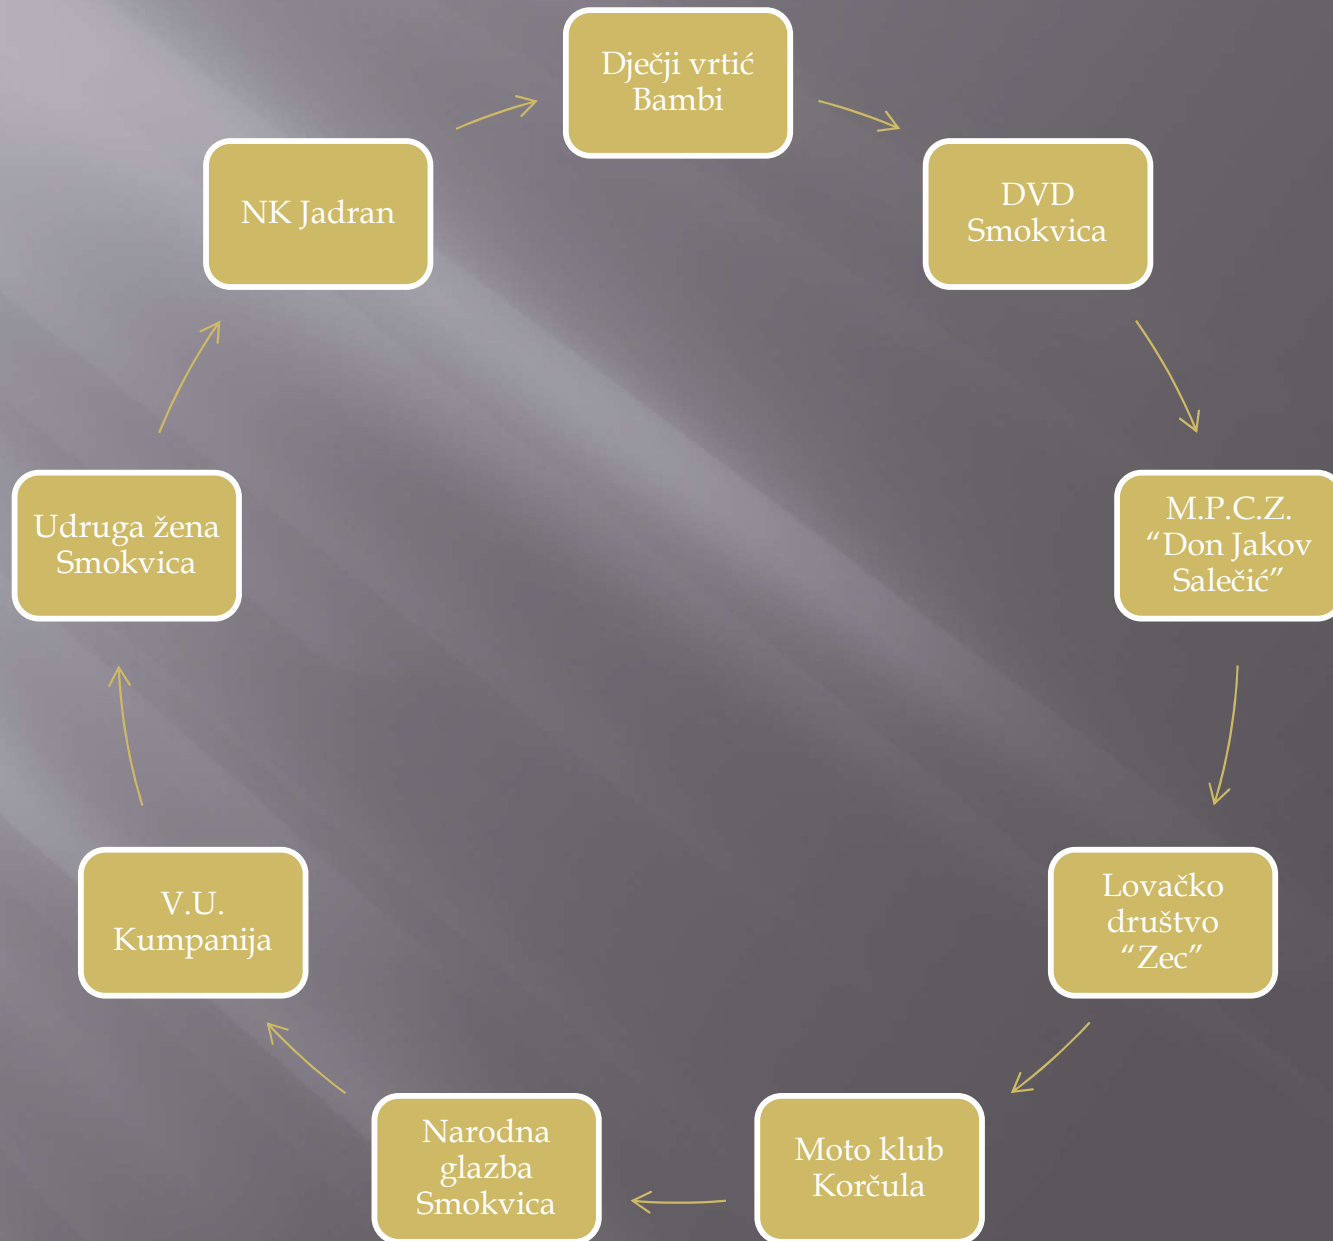 Dječji vrtić
Bambi
DVD
Smokvica
M.P.C.Z.
“Don Jakov
Salečić”
Lovačko
društvo
“Zec”
Moto klub
Korčula
Narodna
glazba
Smokvica
V.U.
Kumpanija
Udruga žena
Smokvica
NK Jadran